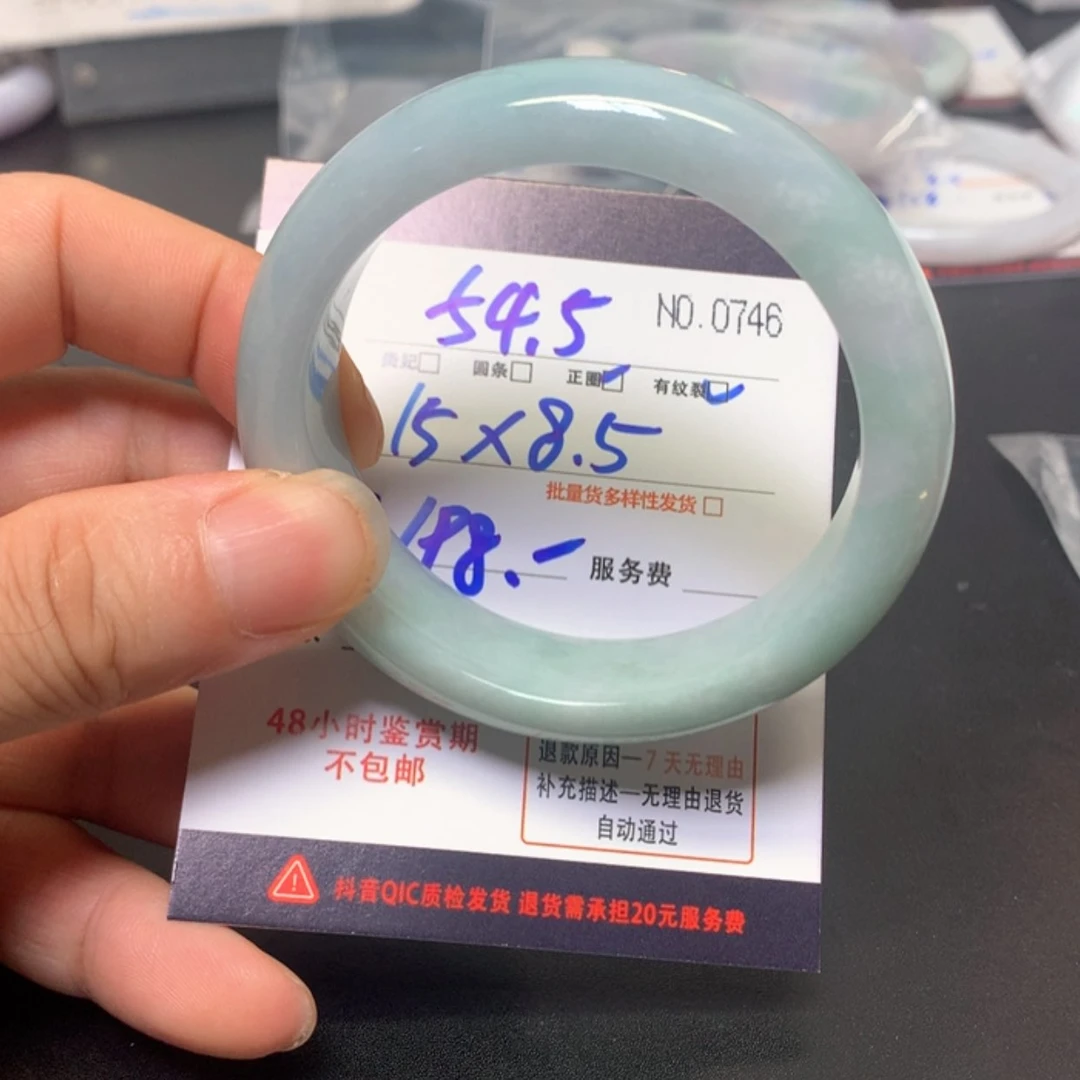 54.5 NO.0746
贵妃□ 圆条□ 正圈☑ 有纹裂☑
15×8.5
批量货多样性发货□
198.- 服务费
48小时鉴赏期
不包邮
退款原因—7天无理由
补充描述—无理由退货
自动通过
抖音QIC质检发货 退货需承担20元服务费